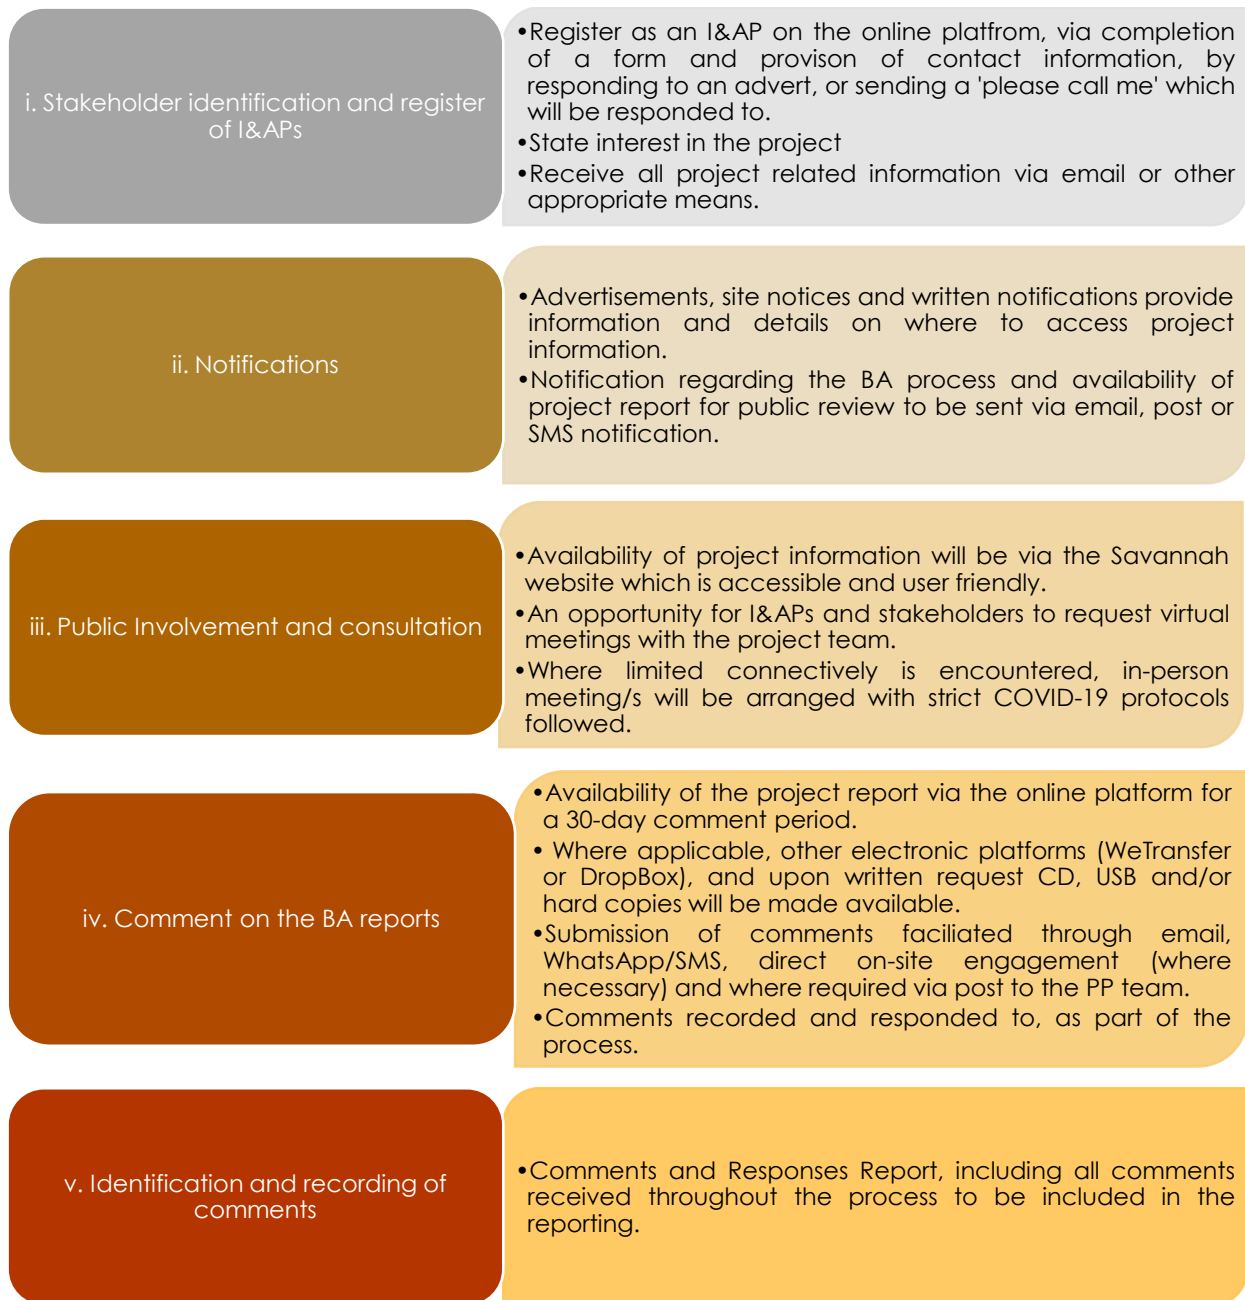 i. Stakeholder identification and register
of I&APs
•Register as an I&AP on the online platfrom, via completion
of a form and provison of contact information, by
responding to an advert, or sending a 'please call me' which
will be responded to.
•State interest in the project
•Receive all project related information via email or other
appropriate means.
ii. Notifications
•Advertisements, site notices and written notifications provide
information and details on where to access project
information.
•Notification regarding the BA process and availability of
project report for public review to be sent via email, post or
SMS notification.
iii. Public Involvement and consultation
•Availability of project information will be via the Savannah
website which is accessible and user friendly.
•An opportunity for I&APs and stakeholders to request virtual
meetings with the project team.
•Where limited connectively is encountered, in-person
meeting/s will be arranged with strict COVID-19 protocols
followed.
iv. Comment on the BA reports
•Availability of the project report via the online platform for
a 30-day comment period.
• Where applicable, other electronic platforms (WeTransfer
or DropBox), and upon written request CD, USB and/or
hard copies will be made available.
•Submission of comments faciliated through email,
WhatsApp/SMS, direct on-site engagement (where
necessary) and where required via post to the PP team.
•Comments recorded and responded to, as part of the
process.
v. Identification and recording of
comments
•Comments and Responses Report, including all comments
received throughout the process to be included in the
reporting.